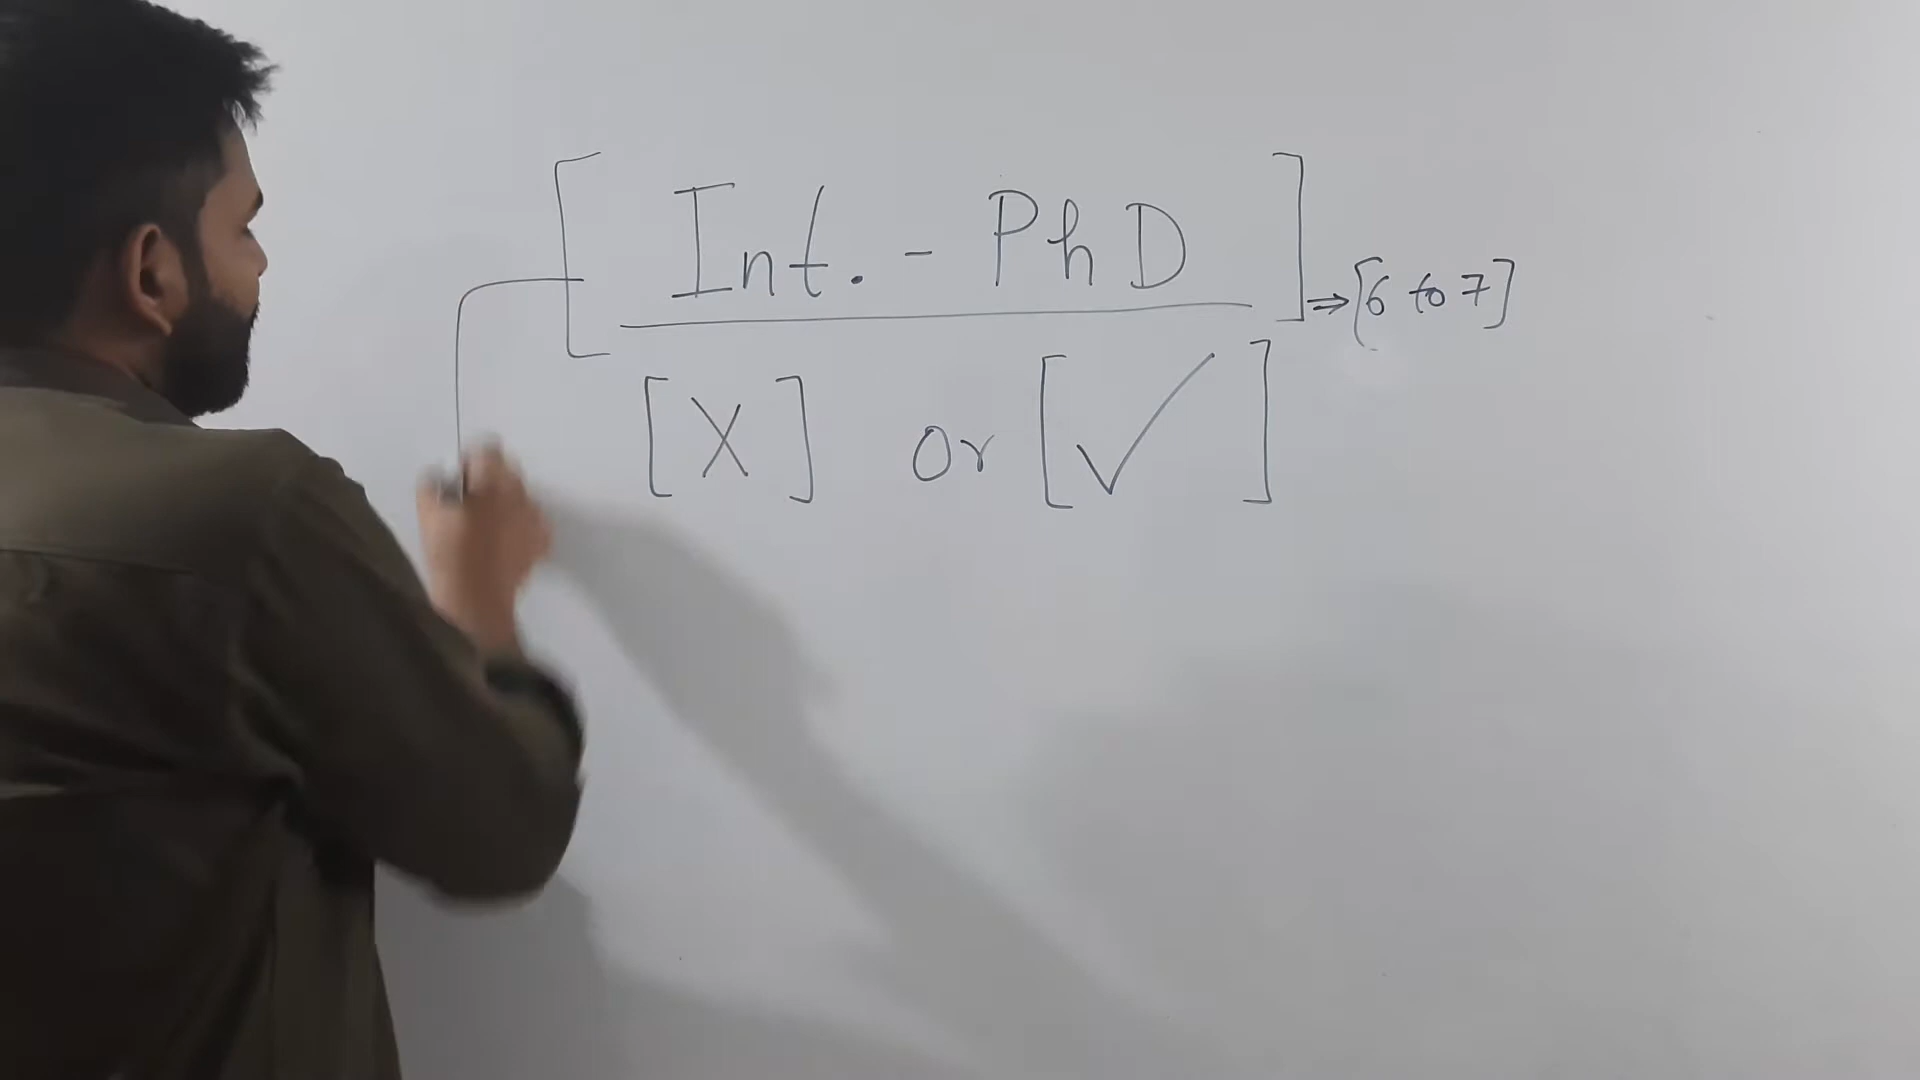 [Int. - PhD] ⇒ [6 to 7]
[X] or [✓]